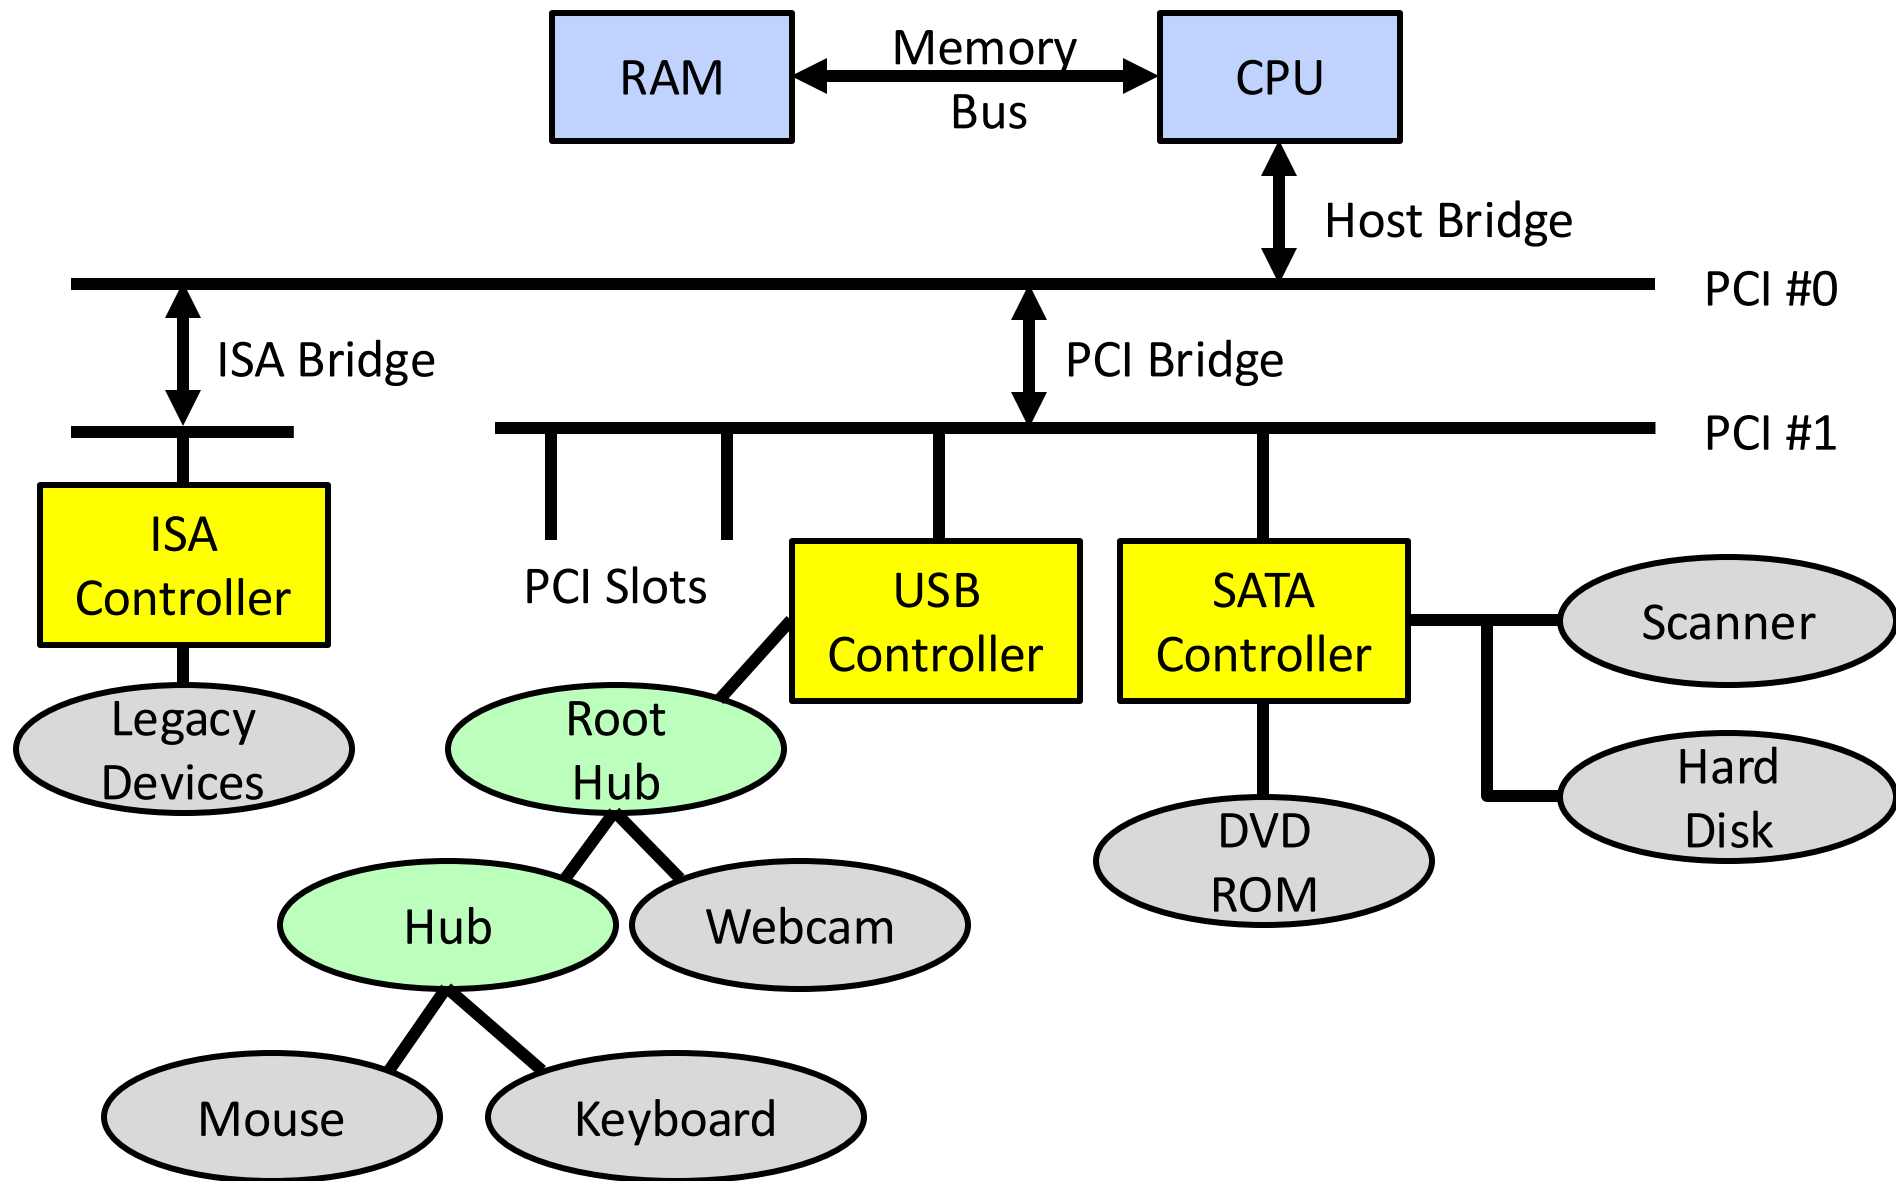 RAM
Memory
Bus
CPU
Host Bridge
PCI #0
ISA Bridge
PCI Bridge
PCI #1
ISA
Controller
PCI Slots
USB
Controller
SATA
Controller
Scanner
Legacy
Devices
Root
Hub
Hard
Disk
DVD
ROM
Hub
Webcam
Mouse
Keyboard